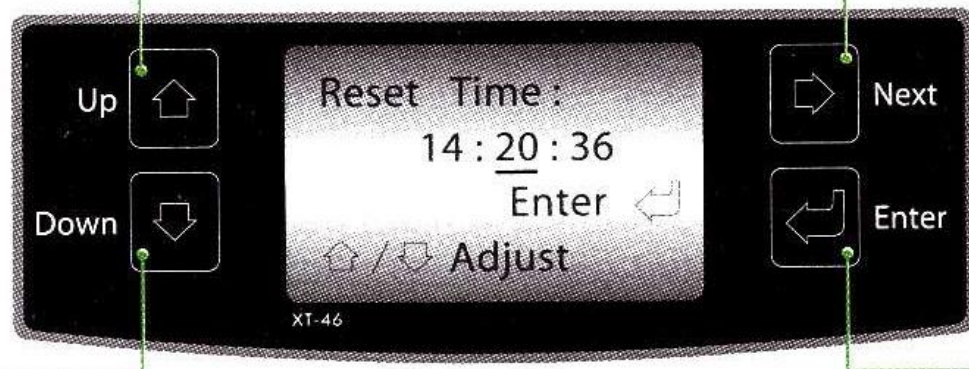 Up
Down
Reset Time :
14 : 20 : 36
Enter
/ Adjust
XT-46
Next
Enter